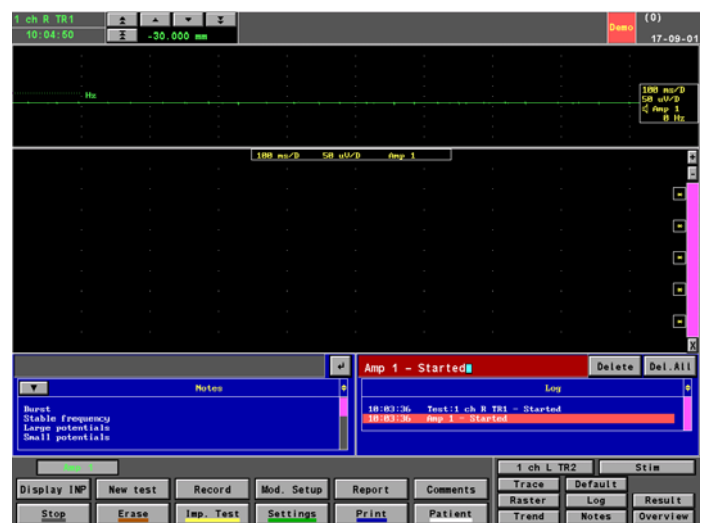 1 ch R TR1
10:04:50
-30.000 mm
Demo
(0)
17-09-01
Hz
100 ms/D
50 uV/D
Amp 1
0 Hz
100 ms/D 50 uV/D Amp 1
+
-
X
Amp 1 - Started
Delete
Del.All
Notes
Burst
Stable frequency
Large potentials
Small potentials
Log
10:03:36 Test:1 ch R TR1 - Started
10:03:36 Amp 1 - Started
Amp 1
1 ch L TR2
Stim
Display INP
New test
Record
Mod. Setup
Report
Comments
Trace
Default
Raster
Log
Result
Stop
Erase
Imp. Test
Settings
Print
Patient
Trend
Notes
Overview